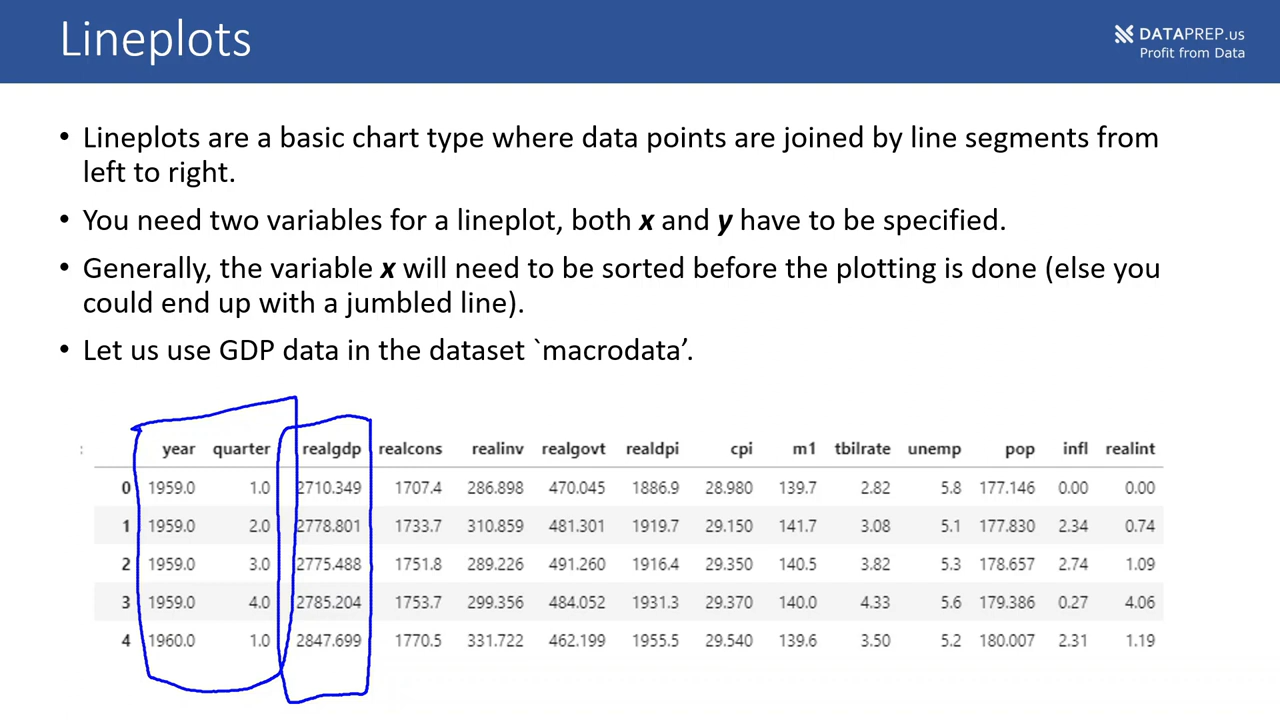 Lineplots
DATAPREP.us
Profit from Data
• Lineplots are a basic chart type where data points are joined by line segments from
left to right.
• You need two variables for a lineplot, both x and y have to be specified.
• Generally, the variable x will need to be sorted before the plotting is done (else you
could end up with a jumbled line).
• Let us use GDP data in the dataset `macrodata’.
: year quarter realgdp realcons realinv realgovt realdpi cpi m1 tbilrate unemp pop infl realint
0 1959.0 1.0 2710.349 1707.4 286.898 470.045 1886.9 28.980 139.7 2.82 5.8 177.146 0.00 0.00
1 1959.0 2.0 2778.801 1733.7 310.859 481.301 1919.7 29.150 141.7 3.08 5.1 177.830 2.34 0.74
2 1959.0 3.0 2775.488 1751.8 289.226 491.260 1916.4 29.350 140.5 3.82 5.3 178.657 2.74 1.09
3 1959.0 4.0 2785.204 1753.7 299.356 484.052 1931.3 29.370 140.0 4.33 5.6 179.386 0.27 4.06
4 1960.0 1.0 2847.699 1770.5 331.722 462.199 1955.5 29.540 139.6 3.50 5.2 180.007 2.31 1.19